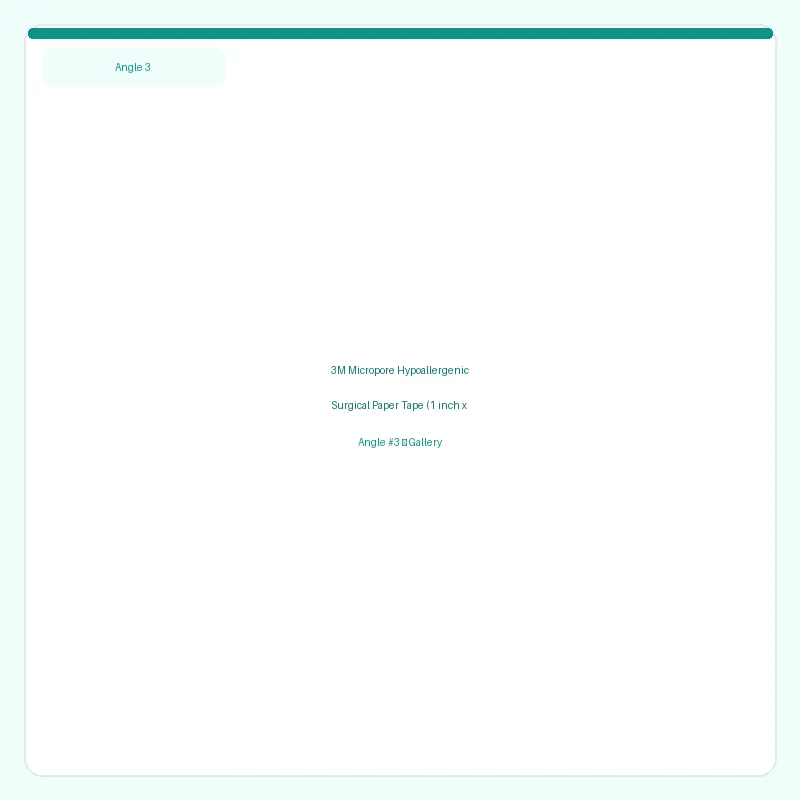 Angle 3
3M Micropore Hypoallergenic
Surgical Paper Tape (1 inch x
Angle #3 Gallery